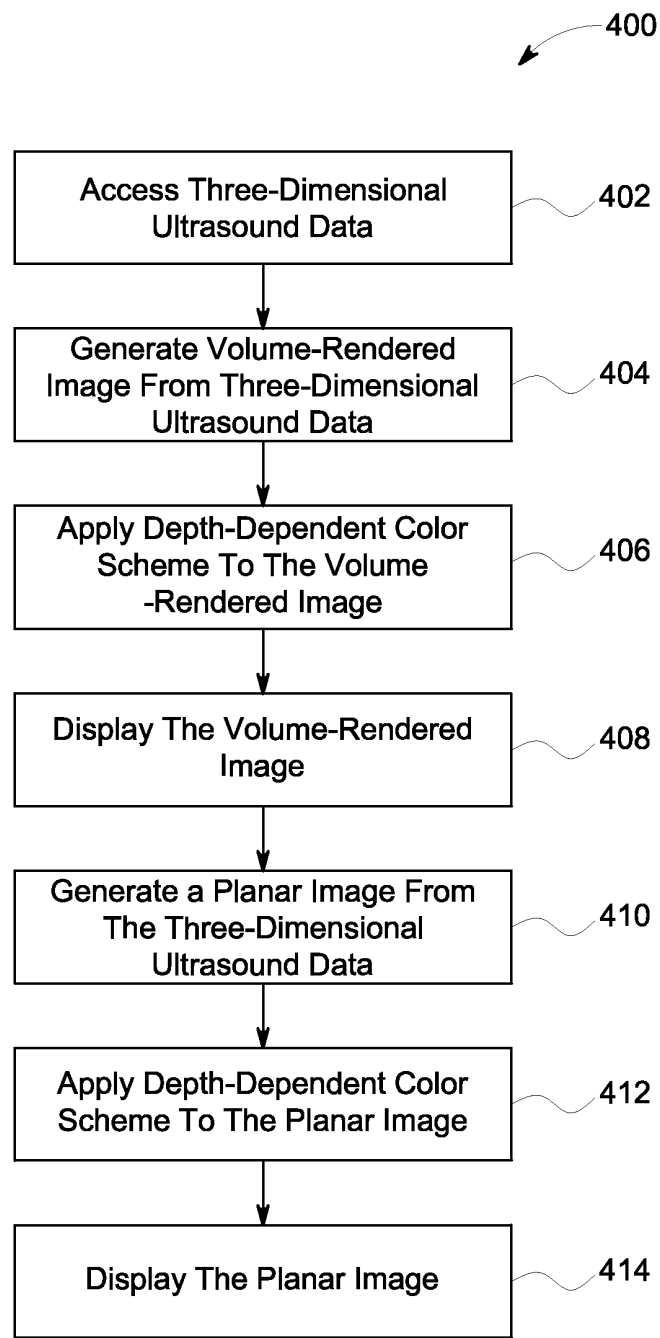 400
Access Three-Dimensional
Ultrasound Data
402
Generate Volume-Rendered
Image From Three-Dimensional
Ultrasound Data
404
Apply Depth-Dependent Color
Scheme To The Volume
-Rendered Image
406
Display The Volume-Rendered
Image
408
Generate a Planar Image From
The Three-Dimensional
Ultrasound Data
410
Apply Depth-Dependent Color
Scheme To The Planar Image
412
Display The Planar Image
414